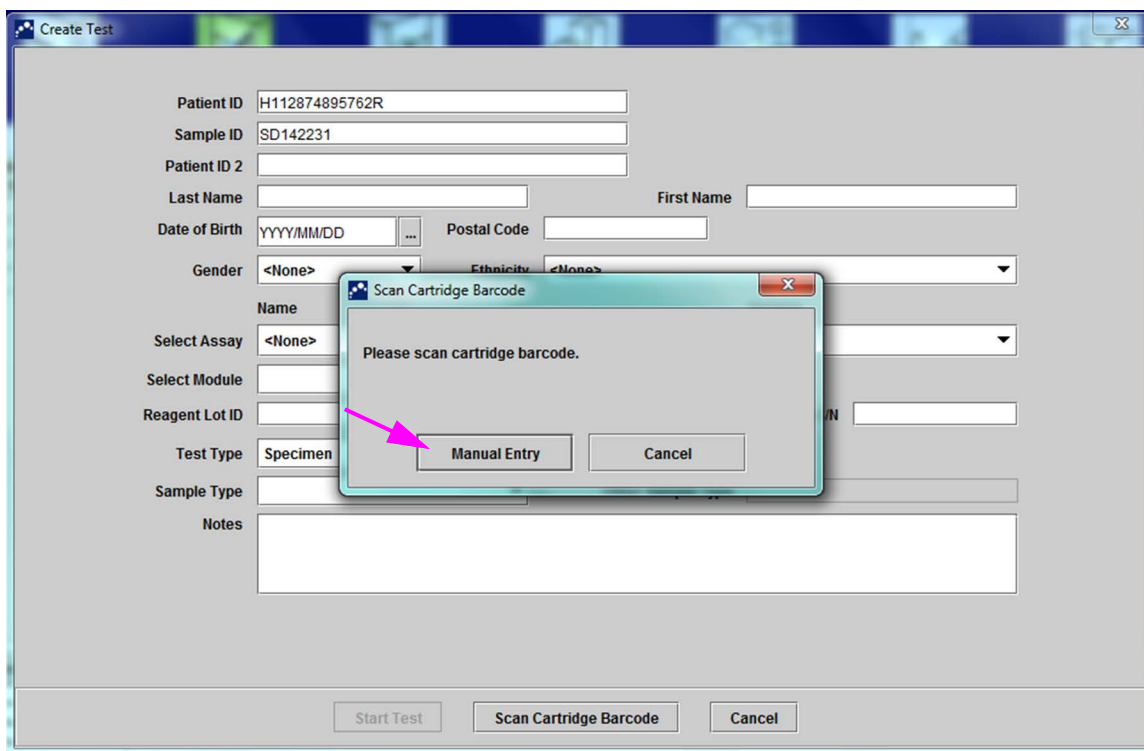 Create Test
Patient ID H112874895762R
Sample ID SD142231
Patient ID 2
Last Name First Name
Date of Birth YYYY/MM/DD ... Postal Code
Gender <None> Ethnicity <None>
Scan Cartridge Barcode
Name
Select Assay <None>
Please scan cartridge barcode.
Select Module
Reagent Lot ID /N
Test Type Specimen
Manual Entry Cancel
Sample Type
Notes
Start Test Scan Cartridge Barcode Cancel